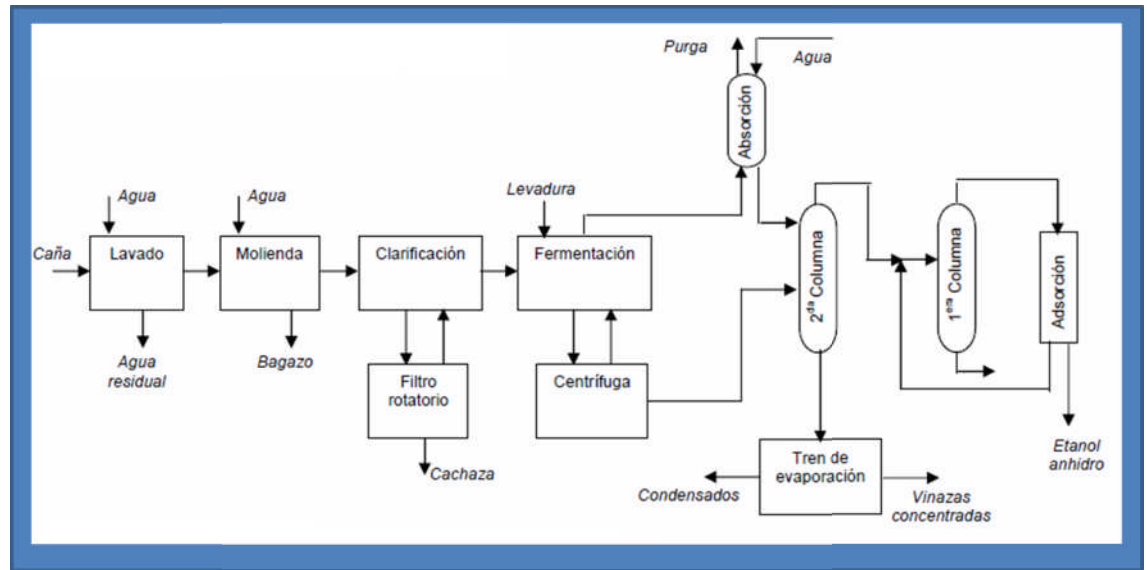 Purga
Agua
Absorción
Agua
Agua
Levadura
Caña
Lavado
Molienda
Clarificación
Fermentación
2da Columna
1era Columna
Adsorción
Agua
residual
Bagazo
Filtro
rotatorio
Centrífuga
Cachaza
Etanol
anhidro
Tren de
evaporación
Condensados
Vinazas
concentradas